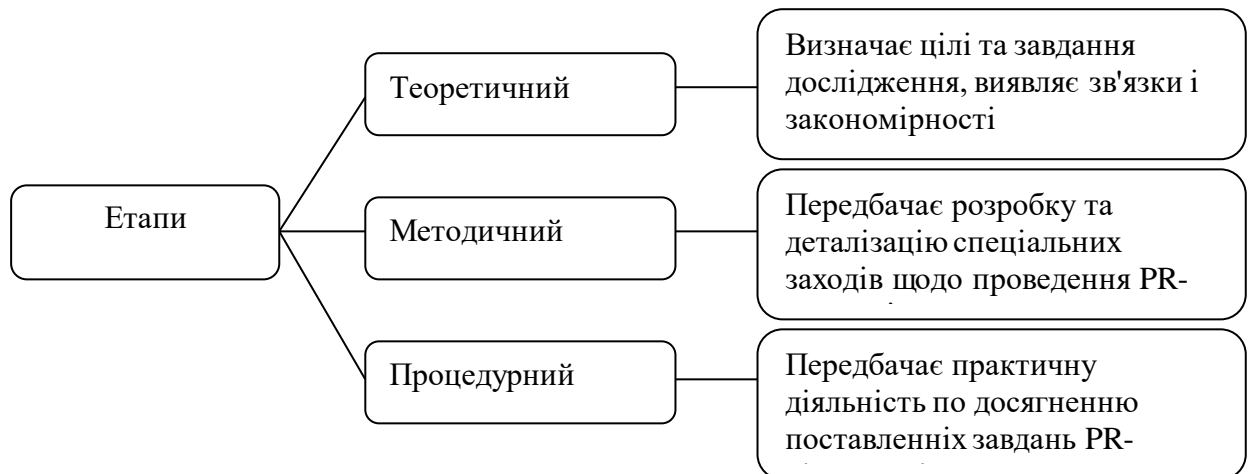 Етапи
Теоретичний
Визначає цілі та завдання
дослідження, виявляє зв'язки і
закономірності
Методичний
Передбачає розробку та
деталізацію спеціальних
заходів щодо проведення PR-
Процедурний
Передбачає практичну
діяльність по досягненню
поставленніх завдань PR-